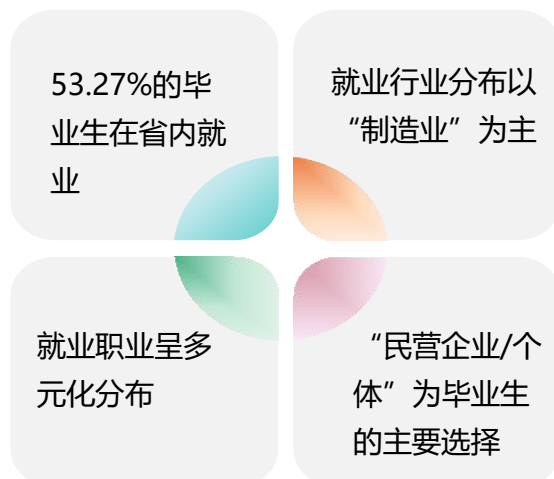 53.27%的毕
业生在省内就
业
就业行业分布以
“制造业”为主
就业职业呈多
元化分布
“民营企业/个
体”为毕业生
的主要选择